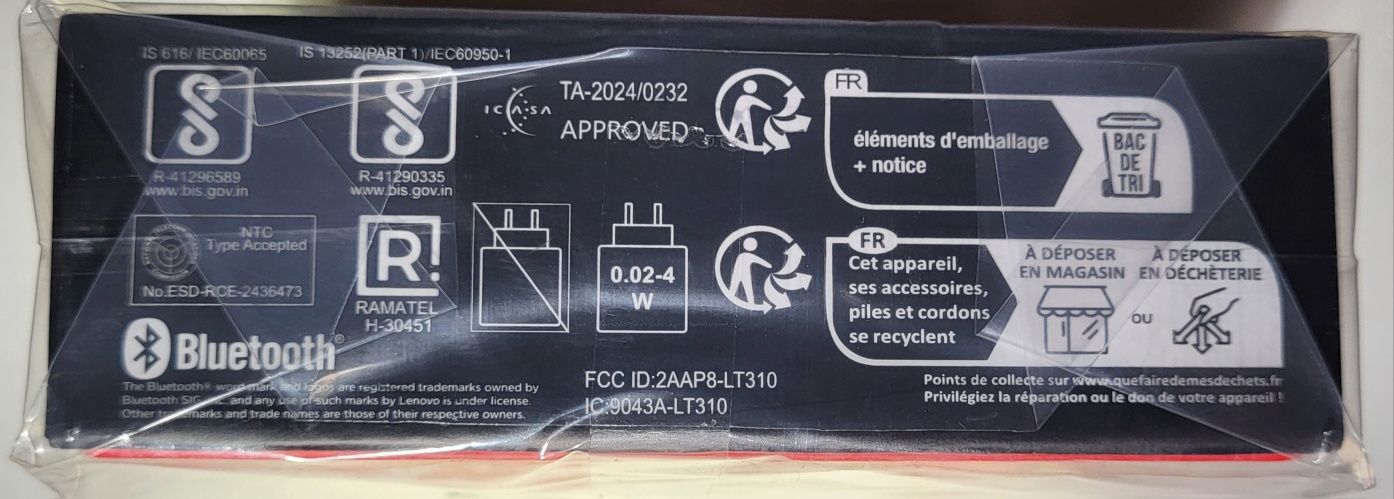 IS 616/ IEC60065
R-41296589
www.bis.gov.in
IS 13252(PART 1)/IEC60950-1
R-41290335
www.bis.gov.in
ICASA
TA-2024/0232
APPROVED
FR
éléments d'emballage
+ notice
BAC
DE
TRI
NTC
Type Accepted
No.ESD-RCE-2436473
R!
RAMATEL
H-30451
0.02-4
W
FR
Cet appareil,
ses accessoires,
piles et cordons
se recyclent
À DÉPOSER
EN MAGASIN
OU
À DÉPOSER
EN DÉCHÈTERIE
Bluetooth®
The Bluetooth® word mark and logos are registered trademarks owned by
Bluetooth SIG, INC and any use of such marks by Lenovo is under license.
Other trademarks and trade names are those of their respective owners.
FCC ID:2AAP8-LT310
IC:9043A-LT310
Points de collecte sur www.quefairedemesdechets.fr
Privilégiez la réparation ou le don de votre appareil !